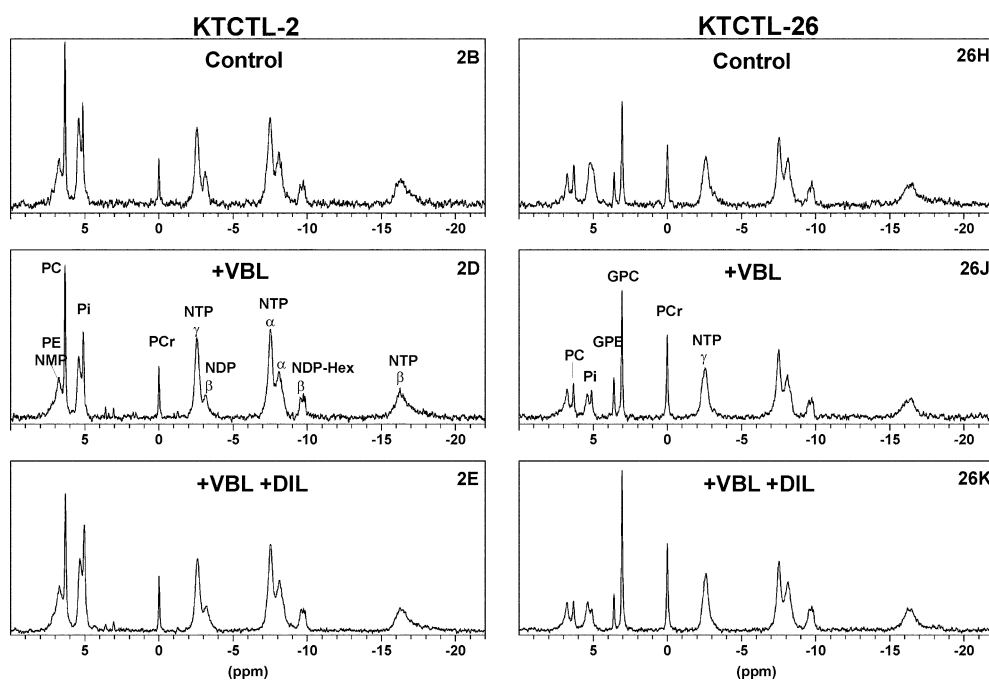 KTCTL-2
KTCTL-26
Control
2B
Control
26H
5 0 -5 -10 -15 -20
5 0 -5 -10 -15 -20
+VBL
2D
PC
Pi
PE
NMP
PCr
NTP
γ
NDP
β
NTP
α
α
NDP-Hex
β
NTP
β
5 0 -5 -10 -15 -20
+VBL
26J
GPC
PCr
GPE
PC
Pi
NTP
γ
5 0 -5 -10 -15 -20
+VBL +DIL
2E
5 0 -5 -10 -15 -20
(ppm)
+VBL +DIL
26K
5 0 -5 -10 -15 -20
(ppm)